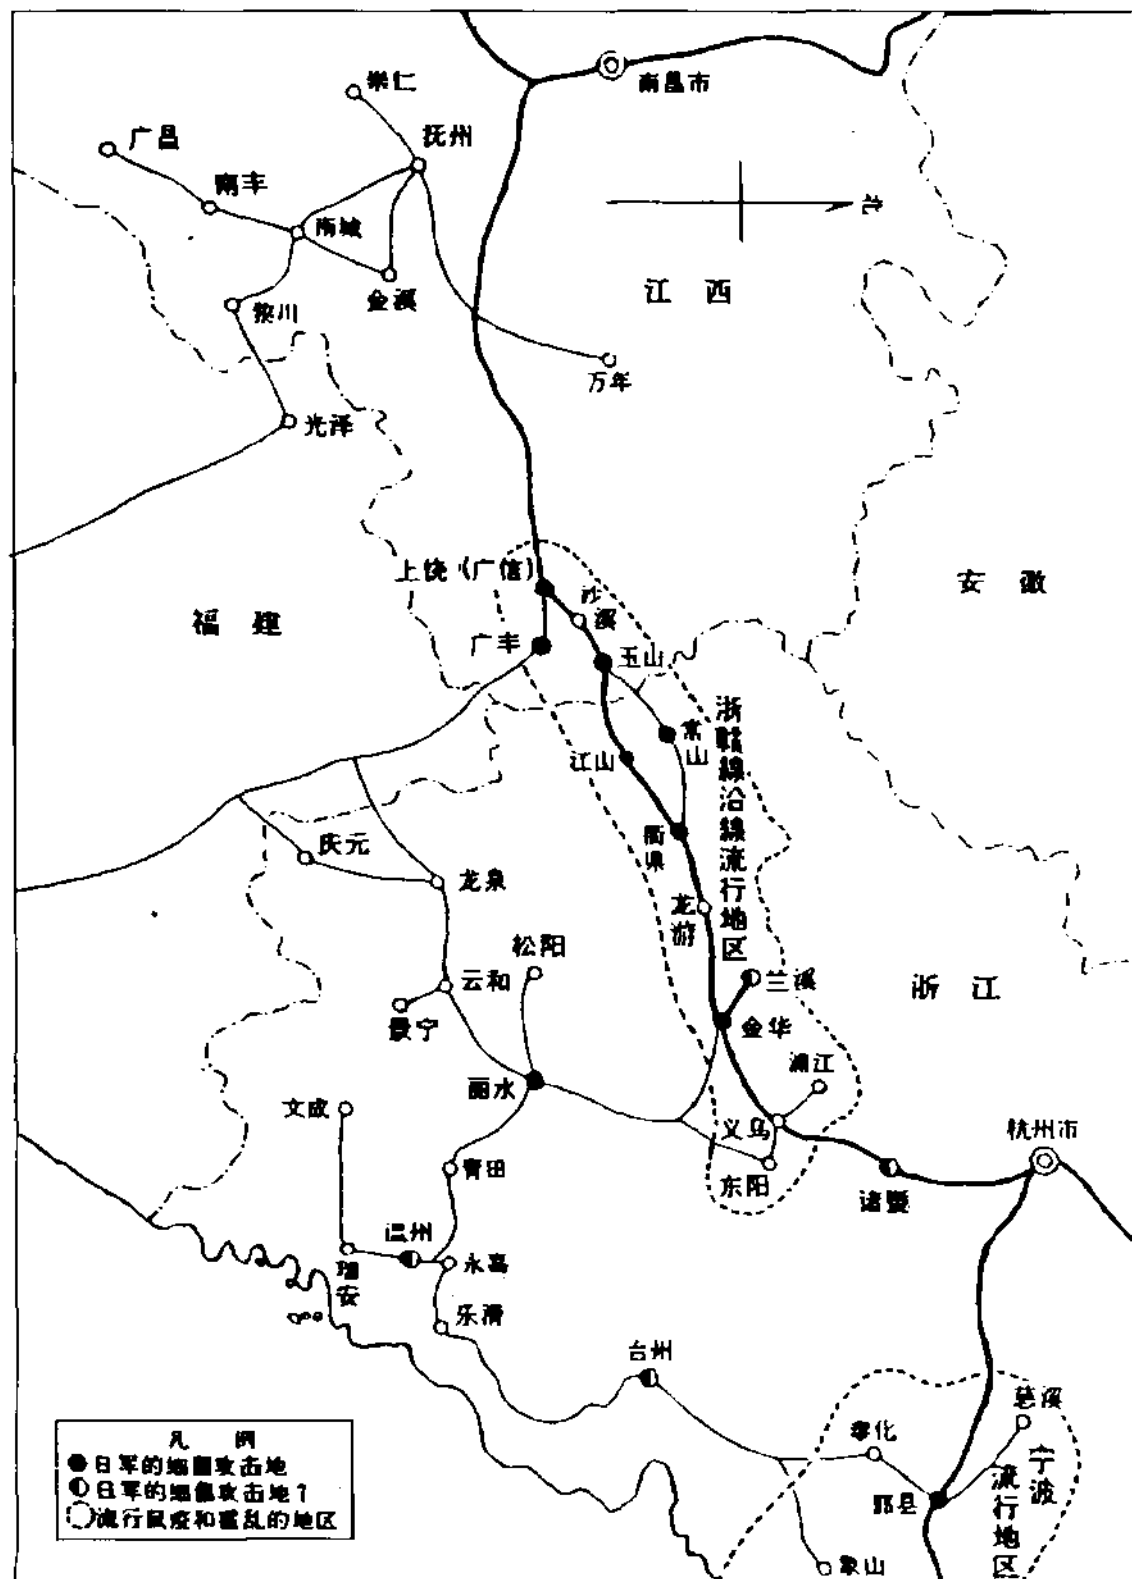 南昌市
崇仁
广昌
抚州
南丰
南城
北
金溪
江西
黎川
万年
光泽
上饶(广信)
沙溪
安徽
福建
广丰
玉山
常山
浙赣線沿線流行地区
江山
衢県
庆元
龙泉
龙游
松阳
云和
兰溪
浙江
景宁
金华
浦江
丽水
文成
义乌
杭州市
青田
东阳
诸暨
温州
永嘉
瑞安
乐清
台州
慈溪
奉化
(宁波
流行地区
鄞县
象山
凡例
日军的细菌攻击地
日军的细菌攻击地?
流行鼠疫和霍乱的地区